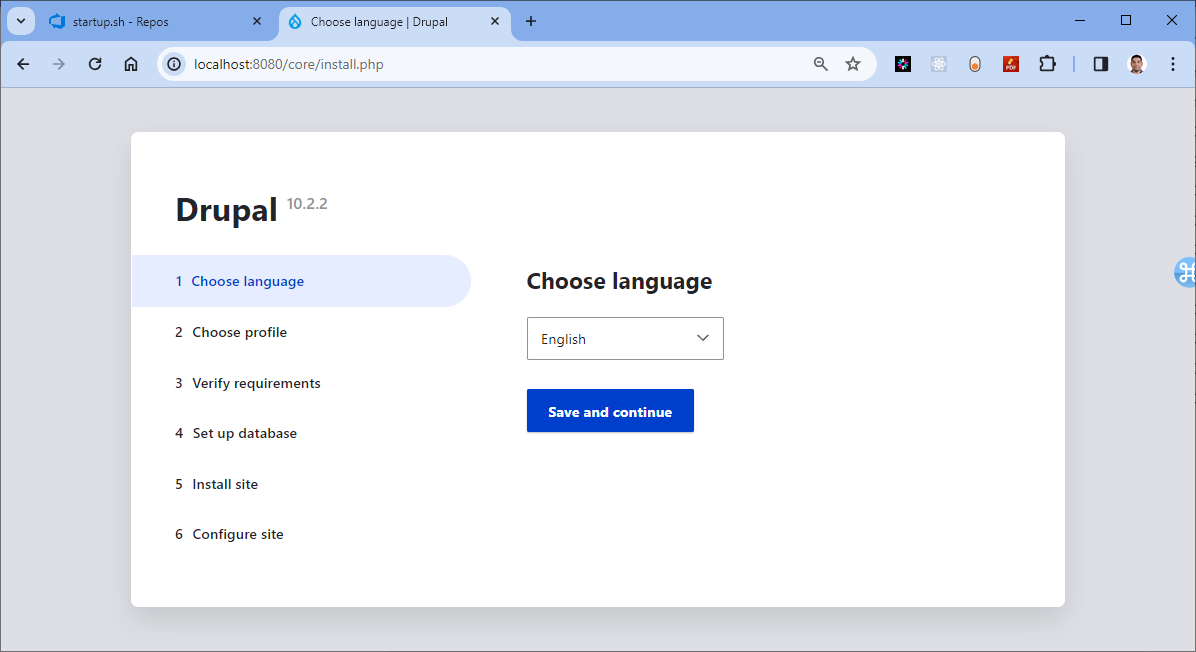 startup.sh - Repos
Choose language | Drupal
localhost:8080/core/install.php
PDF
Drupal 10.2.2
1 Choose language
2 Choose profile
3 Verify requirements
4 Set up database
5 Install site
6 Configure site
Choose language
English
Save and continue